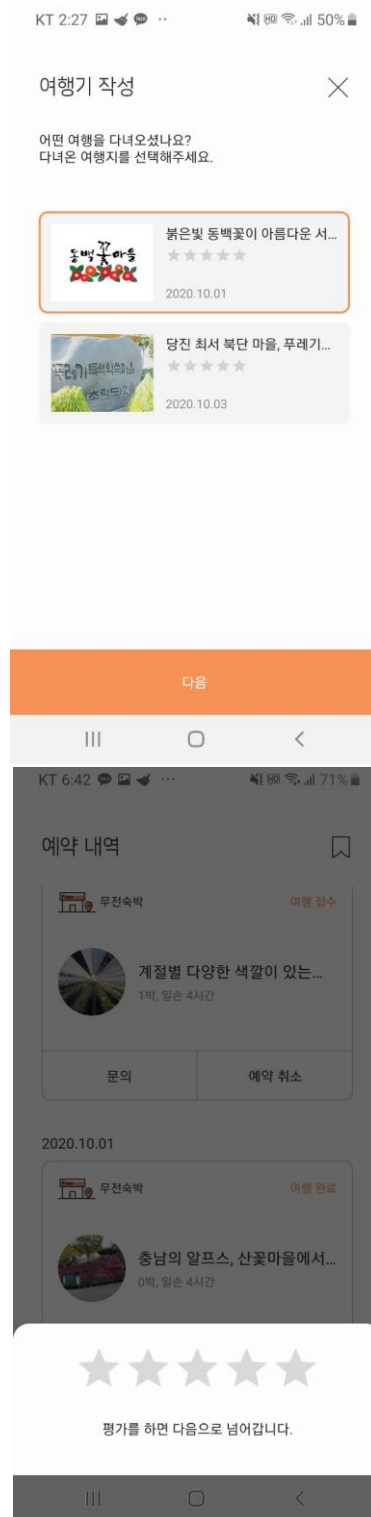 KT 2:27
50%
여행기 작성
어떤 여행을 다녀오셨나요?
다녀온 여행지를 선택해주세요.
동백꽃마을
붉은빛 동백꽃이 아름다운 서...
2020.10.01
당진 최서 북단 마을, 푸레기...
2020.10.03
다음
KT 6:42
71%
예약 내역
무전숙박
여행 접수
계절별 다양한 색깔이 있는...
1박, 일손 4시간
문의
예약 취소
2020.10.01
무전숙박
여행 완료
충남의 알프스, 산꽃마을에서...
0박, 일손 4시간
평가를 하면 다음으로 넘어갑니다.